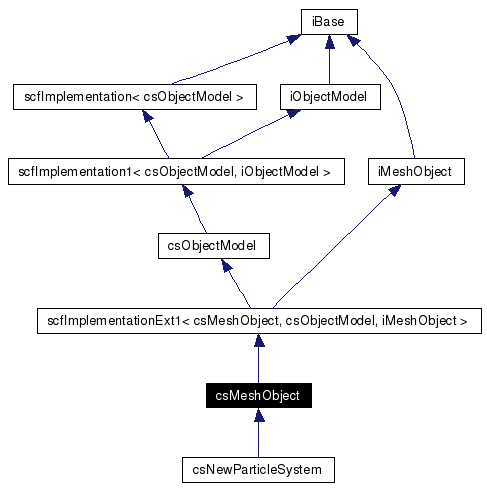 iBase
scfImplementation< csObjectModel >
iObjectModel
scfImplementation1< csObjectModel, iObjectModel >
iMeshObject
csObjectModel
scfImplementationExt1< csMeshObject, csObjectModel, iMeshObject >
csMeshObject
csNewParticleSystem